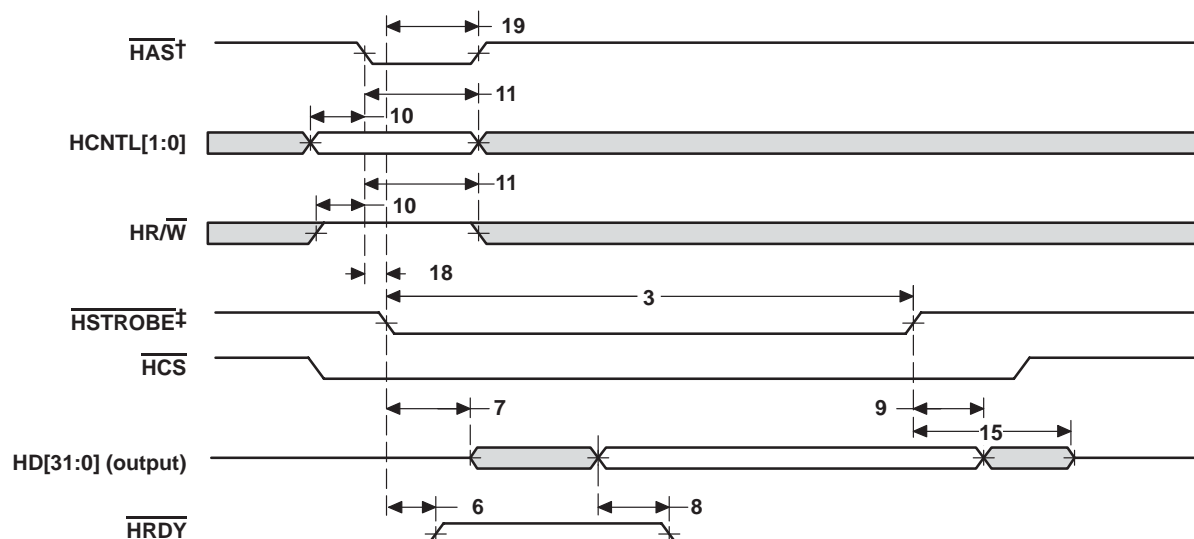 19
HAS†
11
10
HCNTL[1:0]
11
10
HR/W
18
3
HSTROBE‡
HCS
7
9
15
HD[31:0] (output)
6
8
HRDY